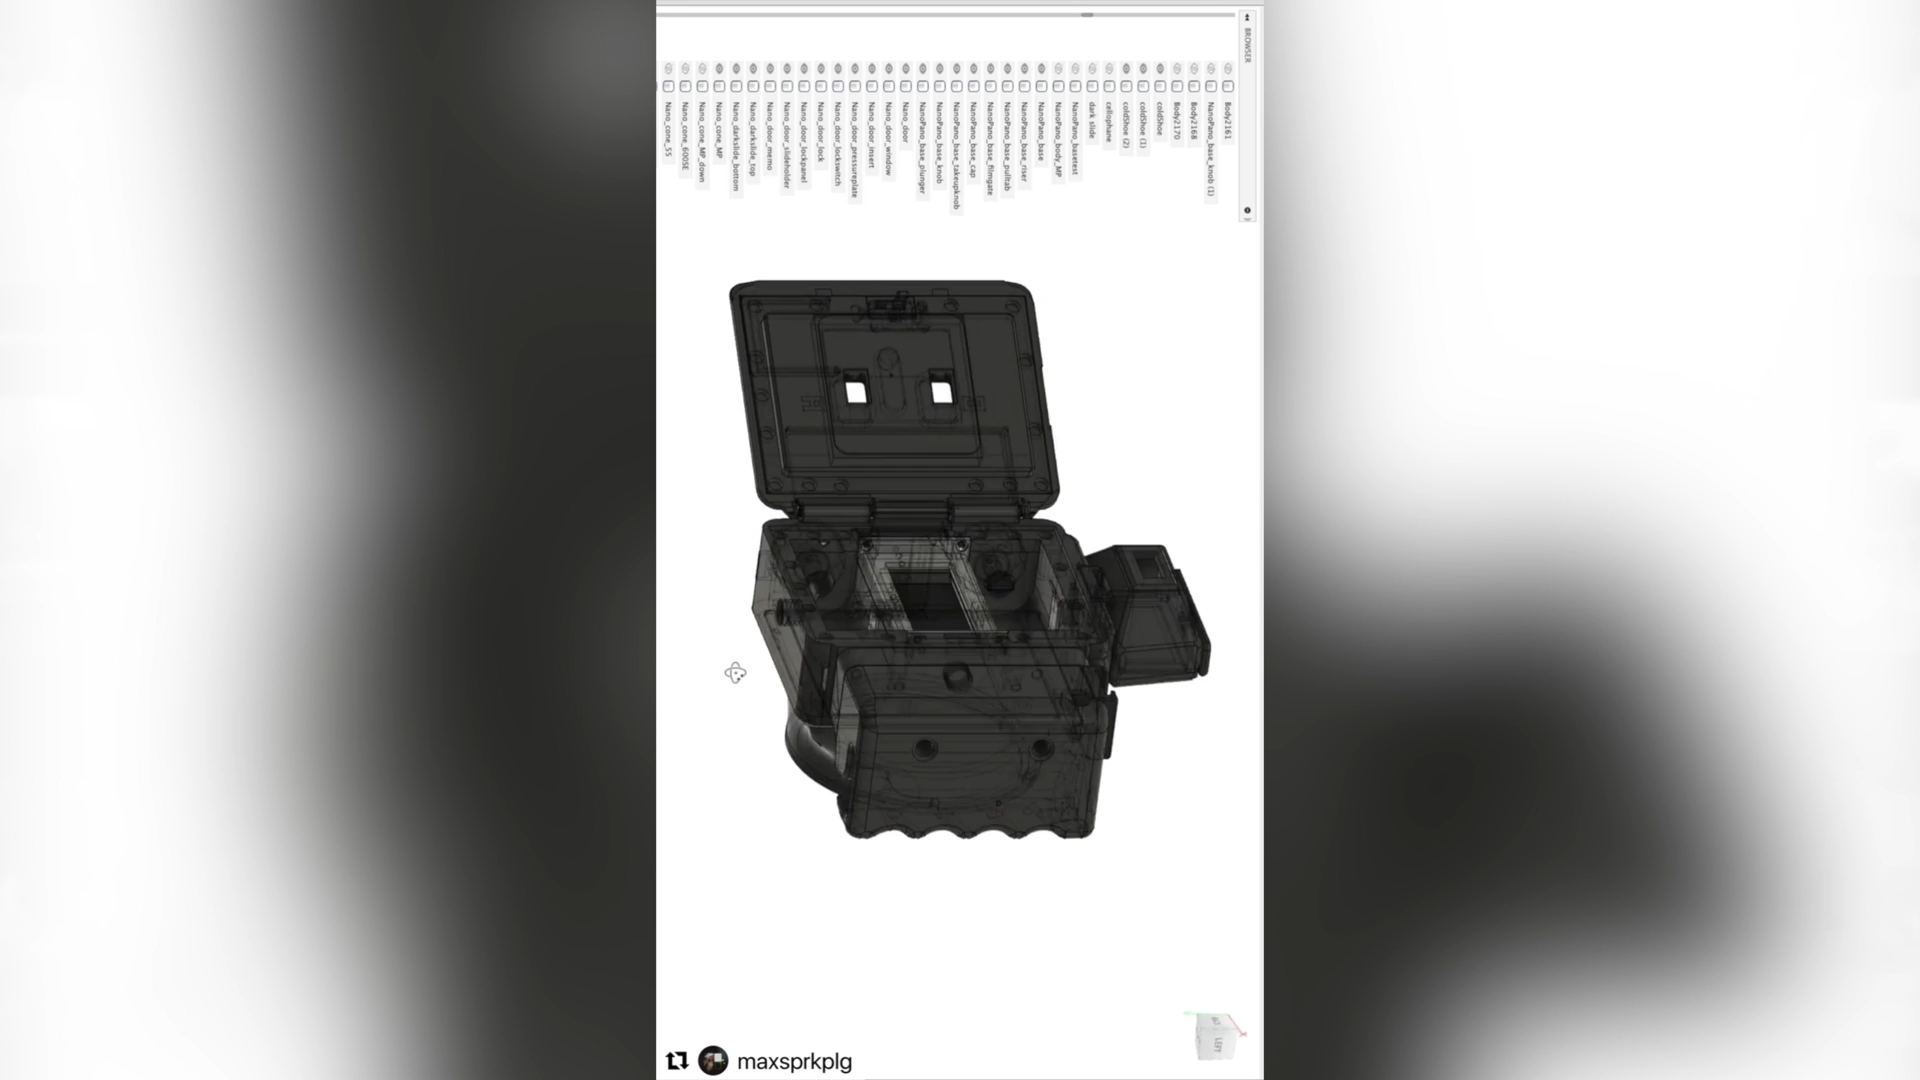 BROWSER
Body2161
NanoPano_base_knob (1)
Body2168
Body2170
coldShoe
coldShoe (1)
coldShoe (2)
cellophane
dark slide
NanoPano_basetest
NanoPano_body_MP
NanoPano_base
NanoPano_base_riser
NanoPano_base_pulltab
NanoPano_base_filmgate
NanoPano_base_cap
NanoPano_base_takeupknob
NanoPano_base_knob
NanoPano_base_plunger
Nano_door
Nano_door_window
Nano_door_insert
Nano_door_pressureplate
Nano_door_lockswitch
Nano_door_lock
Nano_door_lockpanel
Nano_door_slideholder
Nano_door_memo
Nano_darkslide_top
Nano_darkslide_bottom
Nano_cone_MP
Nano_cone_MP_down
Nano_cone_600SE
Nano_cone_55
LEFT
maxsprkplg